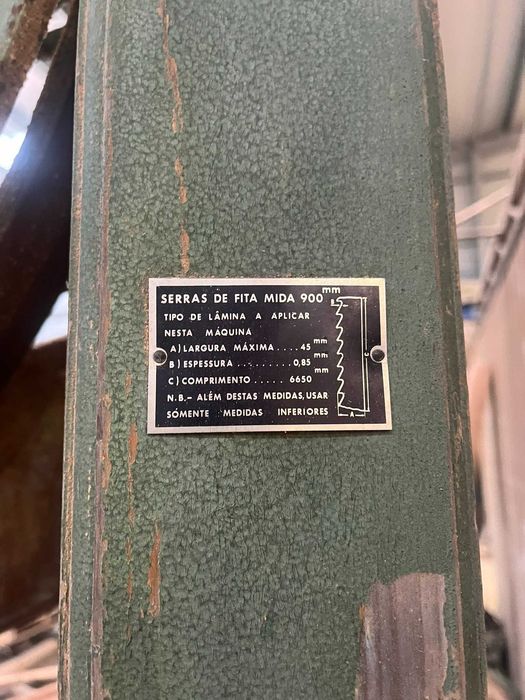 SERRAS DE FITA MIDA 900 mm
TIPO DE LÂMINA A APLICAR
NESTA MÁQUINA
A) LARGURA MÁXIMA .... 45 mm
B) ESPESSURA ......... 0,85 mm
C) COMPRIMENTO ..... 6650 mm
N.B.- ALÉM DESTAS MEDIDAS, USAR
SÓMENTE MEDIDAS INFERIORES
B
C
A